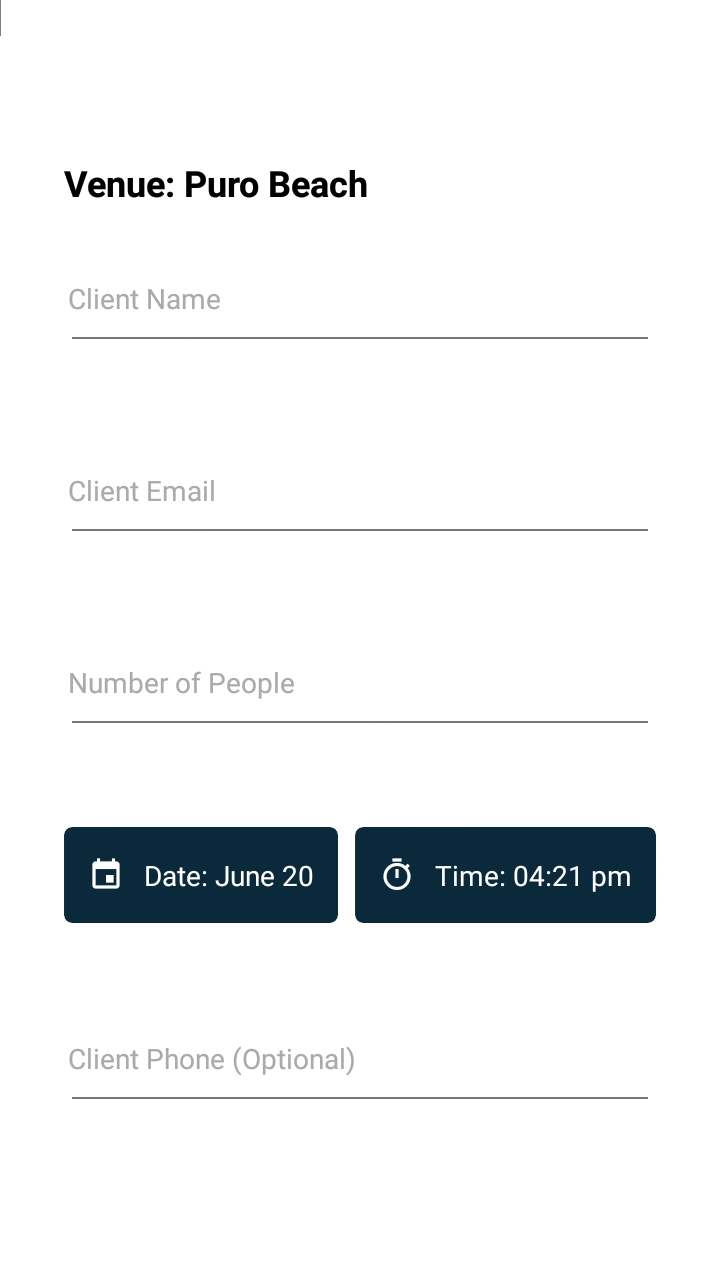 Venue: Puro Beach
Client Name
Client Email
Number of People
Date: June 20
Time: 04:21 pm
Client Phone (Optional)